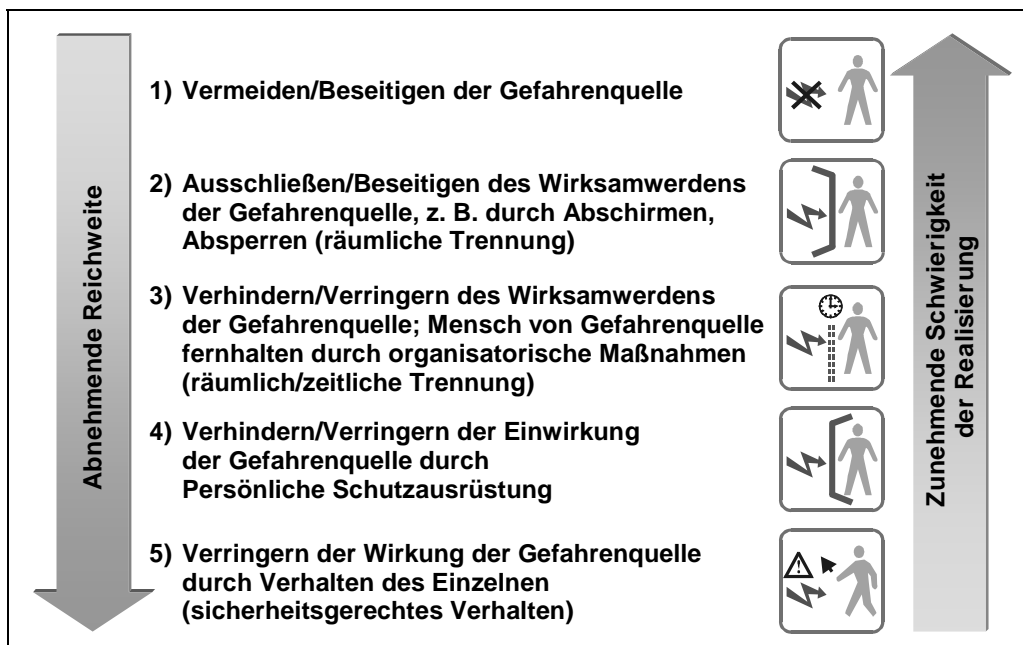 Abnehmende Reichweite
1) Vermeiden/Beseitigen der Gefahrenquelle
2) Ausschließen/Beseitigen des Wirksamwerdens
der Gefahrenquelle, z. B. durch Abschirmen,
Absperren (räumliche Trennung)
3) Verhindern/Verringern des Wirksamwerdens
der Gefahrenquelle; Mensch von Gefahrenquelle
fernhalten durch organisatorische Maßnahmen
(räumlich/zeitliche Trennung)
4) Verhindern/Verringern der Einwirkung
der Gefahrenquelle durch
Persönliche Schutzausrüstung
5) Verringern der Wirkung der Gefahrenquelle
durch Verhalten des Einzelnen
(sicherheitsgerechtes Verhalten)
Zunehmende Schwierigkeit
der Realisierung